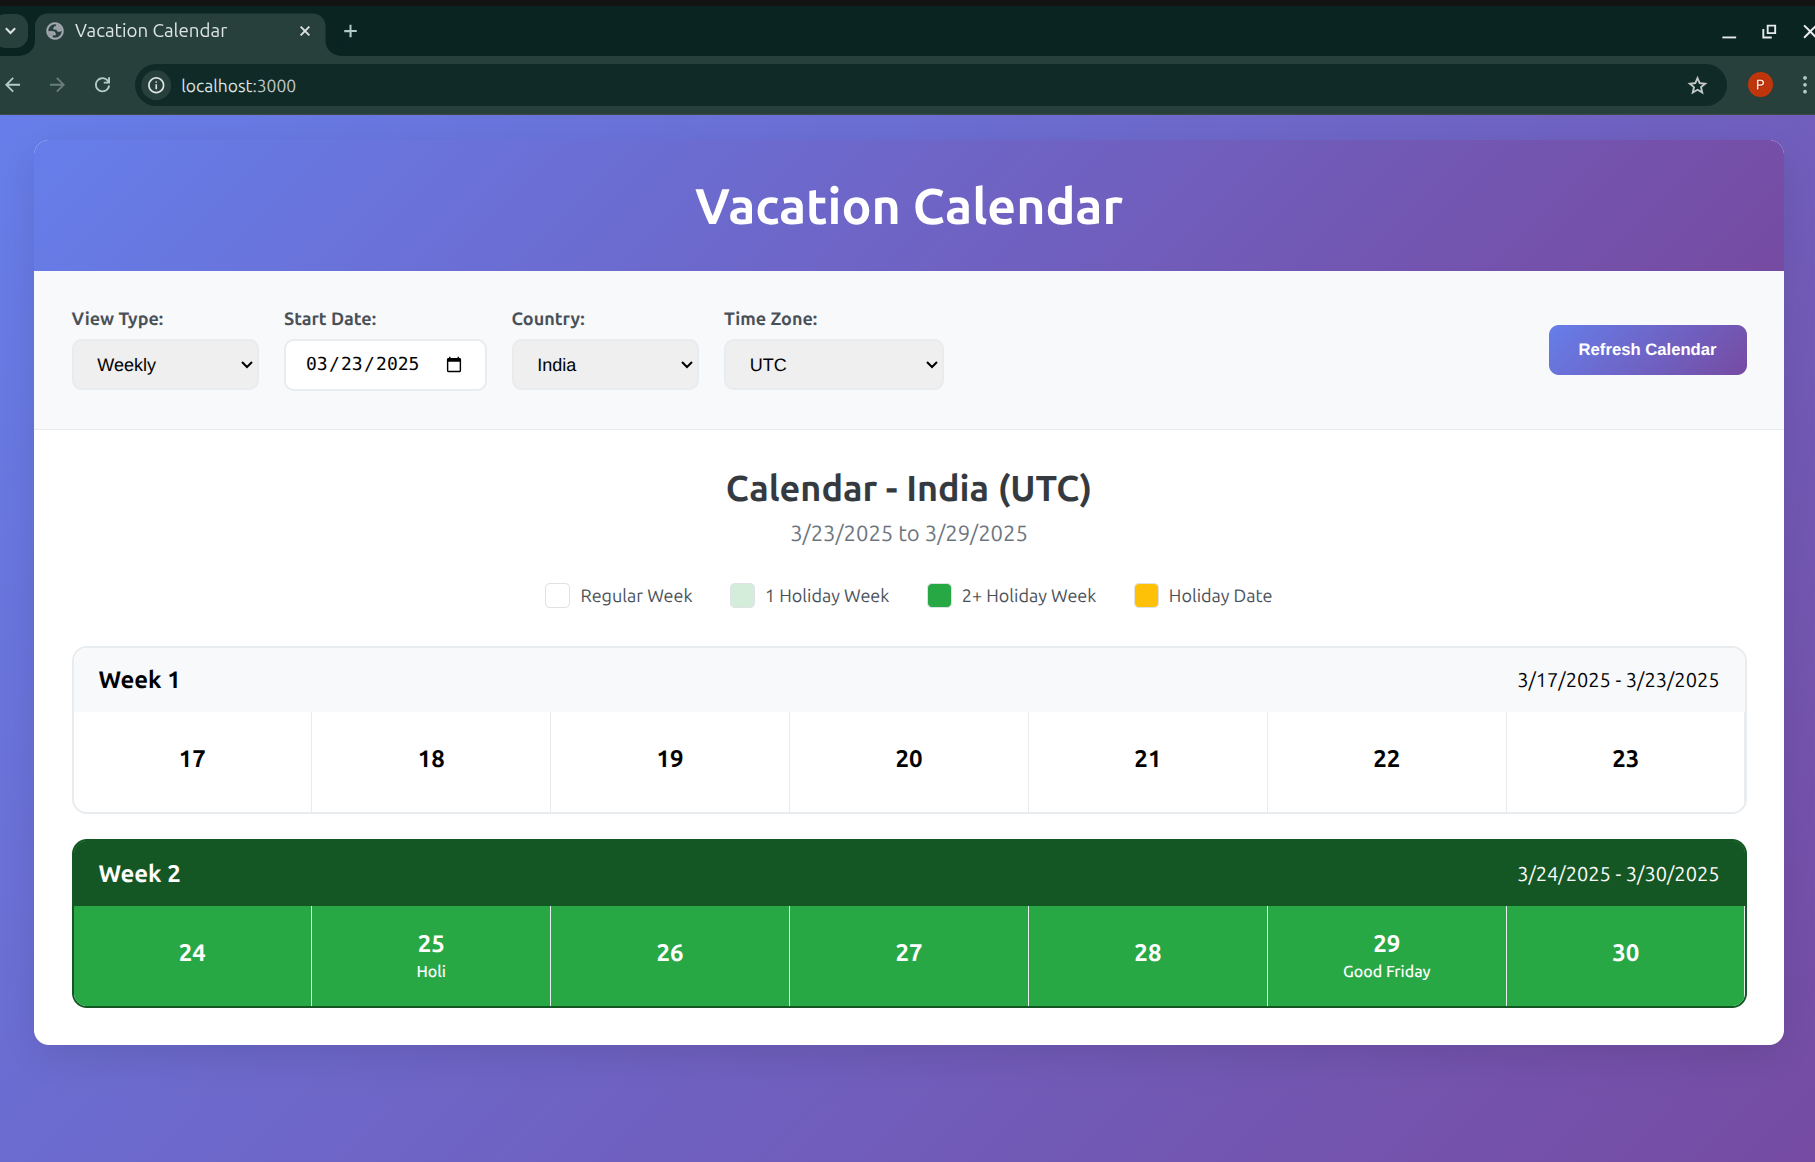 Vacation Calendar
localhost:3000
P
Vacation Calendar
View Type:
Start Date:
Country:
Time Zone:
Weekly
03/23/2025
India
UTC
Refresh Calendar
Calendar - India (UTC)
3/23/2025 to 3/29/2025
Regular Week
1 Holiday Week
2+ Holiday Week
Holiday Date
Week 1
3/17/2025 - 3/23/2025
17
18
19
20
21
22
23
Week 2
3/24/2025 - 3/30/2025
24
25
Holi
26
27
28
29
Good Friday
30